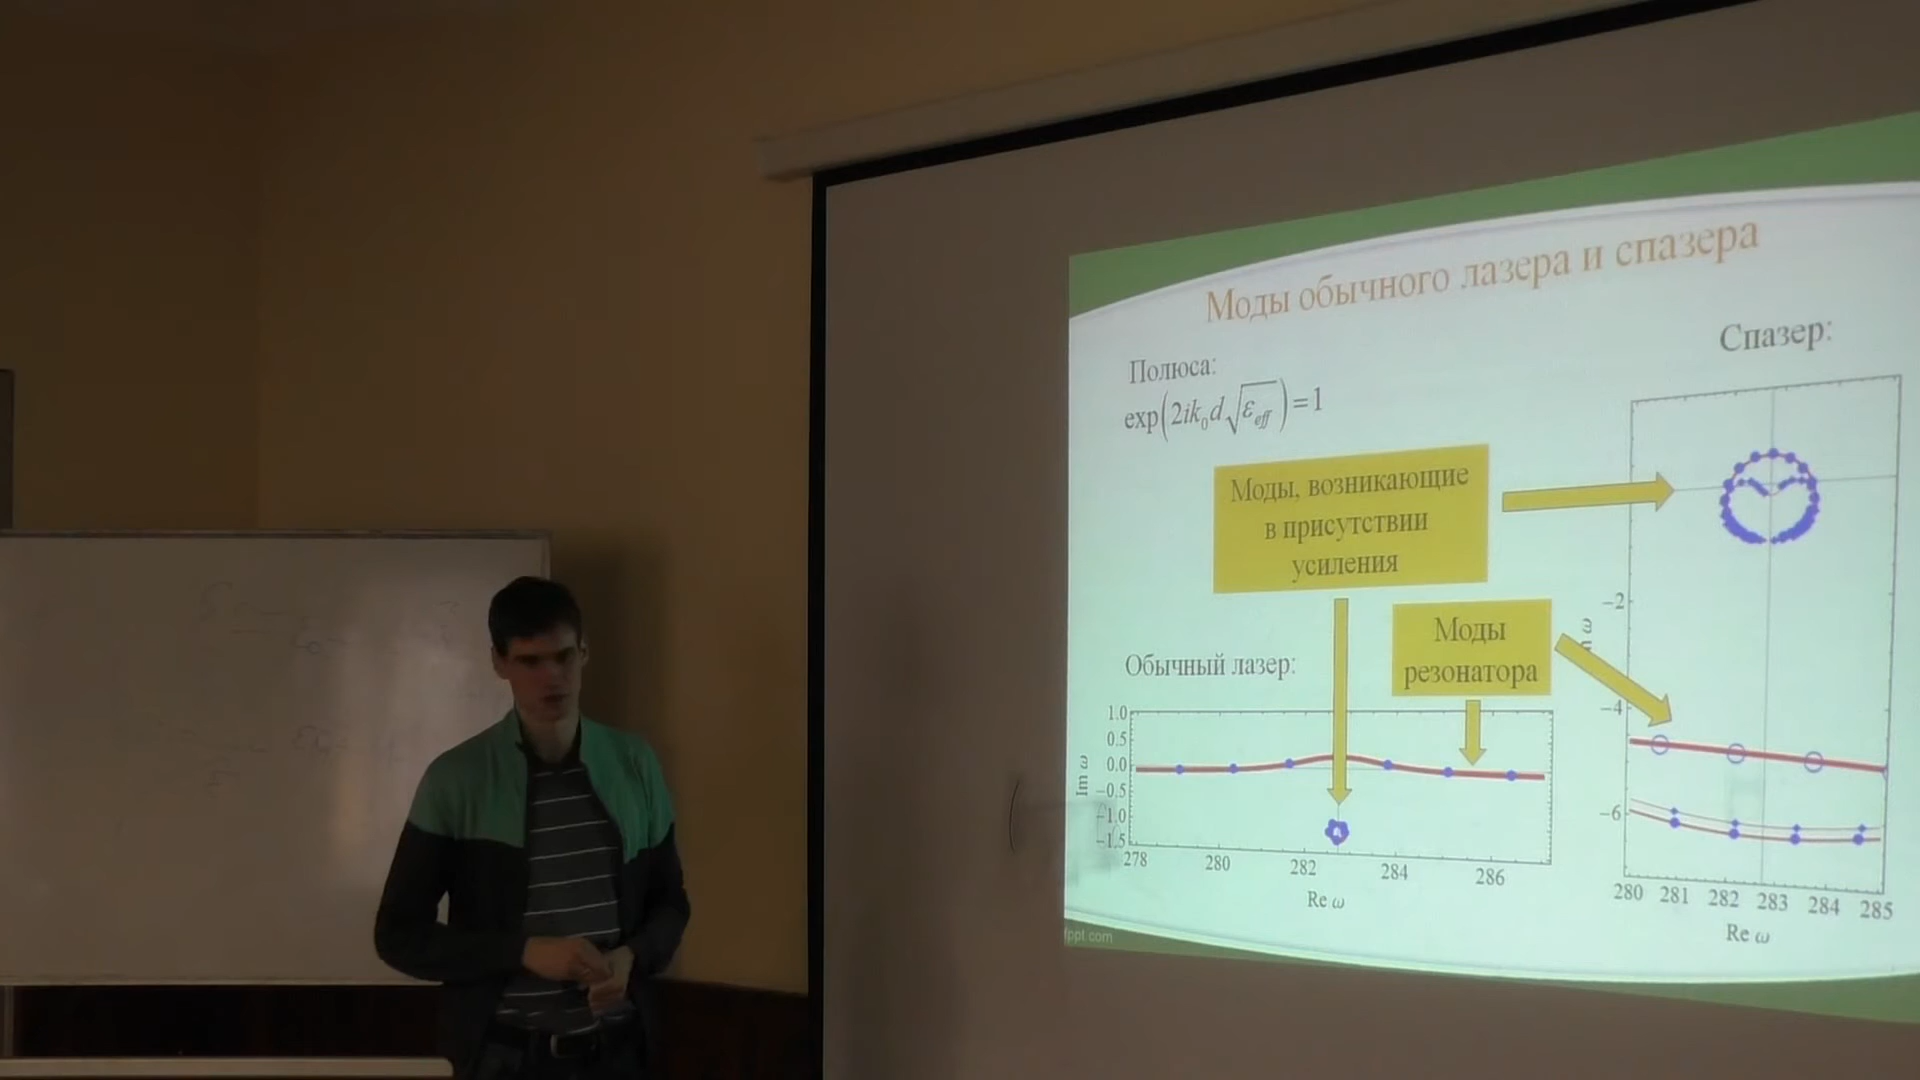 Моды обычного лазера и спазера
Спазер:
Полюса:
exp(2ik₀d√ε_eff)=1
Моды, возникающие
в присутствии
усиления
Моды
резонатора
Обычный лазер:
1.0
0.5
0.0
−0.5
−1.0
−1.5
Im ω
278 280 282 284 286
Re ω
−2
−4
−6
280 281 282 283 284 285
Re ω
fppt.com